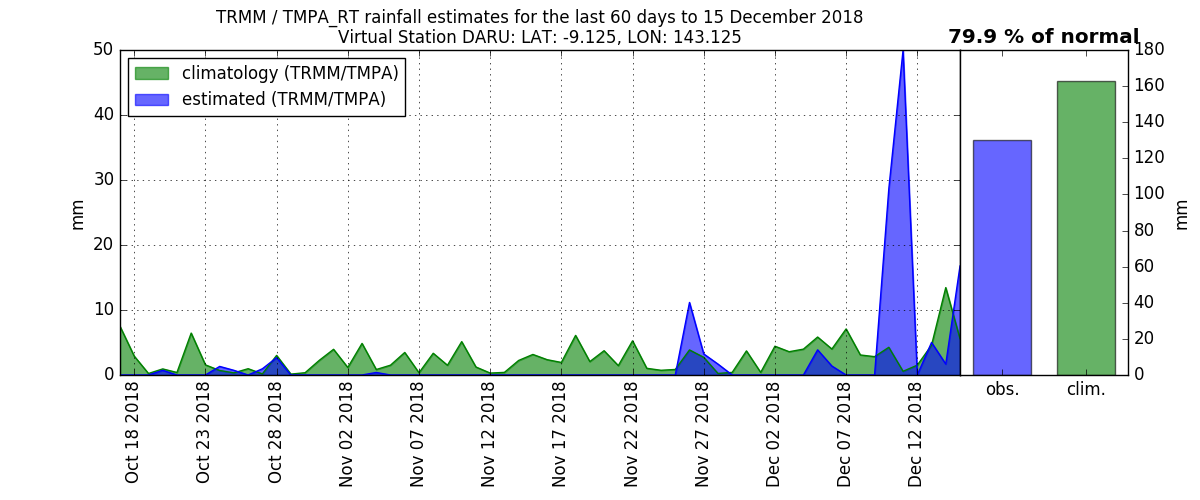 TRMM / TMPA_RT rainfall estimates for the last 60 days to 15 December 2018
Virtual Station DARU: LAT: -9.125, LON: 143.125
79.9 % of normal
climatology (TRMM/TMPA)
estimated (TRMM/TMPA)
50
40
30
20
10
0
mm
Oct 18 2018
Oct 23 2018
Oct 28 2018
Nov 02 2018
Nov 07 2018
Nov 12 2018
Nov 17 2018
Nov 22 2018
Nov 27 2018
Dec 02 2018
Dec 07 2018
Dec 12 2018
obs.
clim.
180
160
140
120
100
80
60
40
20
0
mm